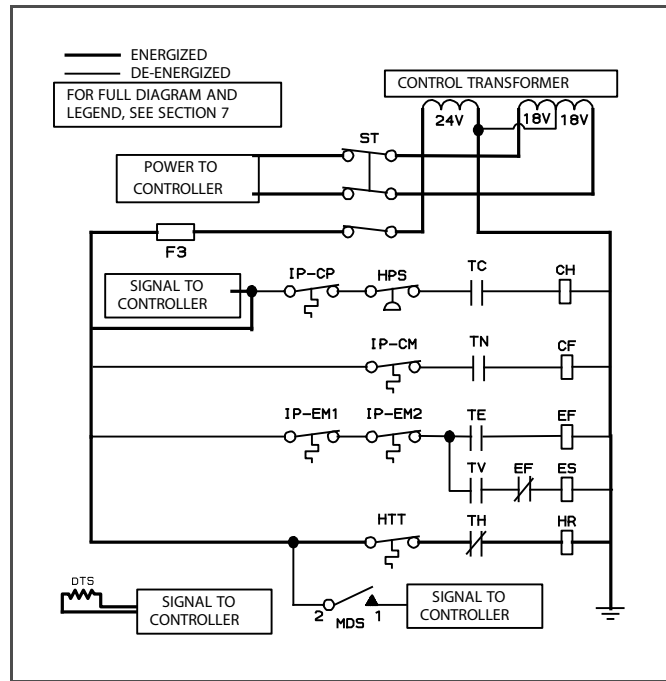 ENERGIZED
DE-ENERGIZED
FOR FULL DIAGRAM AND
LEGEND, SEE SECTION 7
CONTROL TRANSFORMER
24V
18V
18V
ST
POWER TO
CONTROLLER
F3
SIGNAL TO
CONTROLLER
IP-CP
HPS
TC
CH
IP-CM
TN
CF
IP-EM1
IP-EM2
TE
EF
TV
EF
ES
HTT
TH
HR
DTS
SIGNAL TO
CONTROLLER
2
MDS
1
SIGNAL TO
CONTROLLER